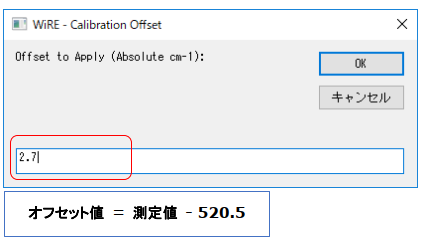 WiRE - Calibration Offset
Offset to Apply (Absolute cm-1):
OK
キャンセル
2.7
オフセット値 = 測定値 - 520.5